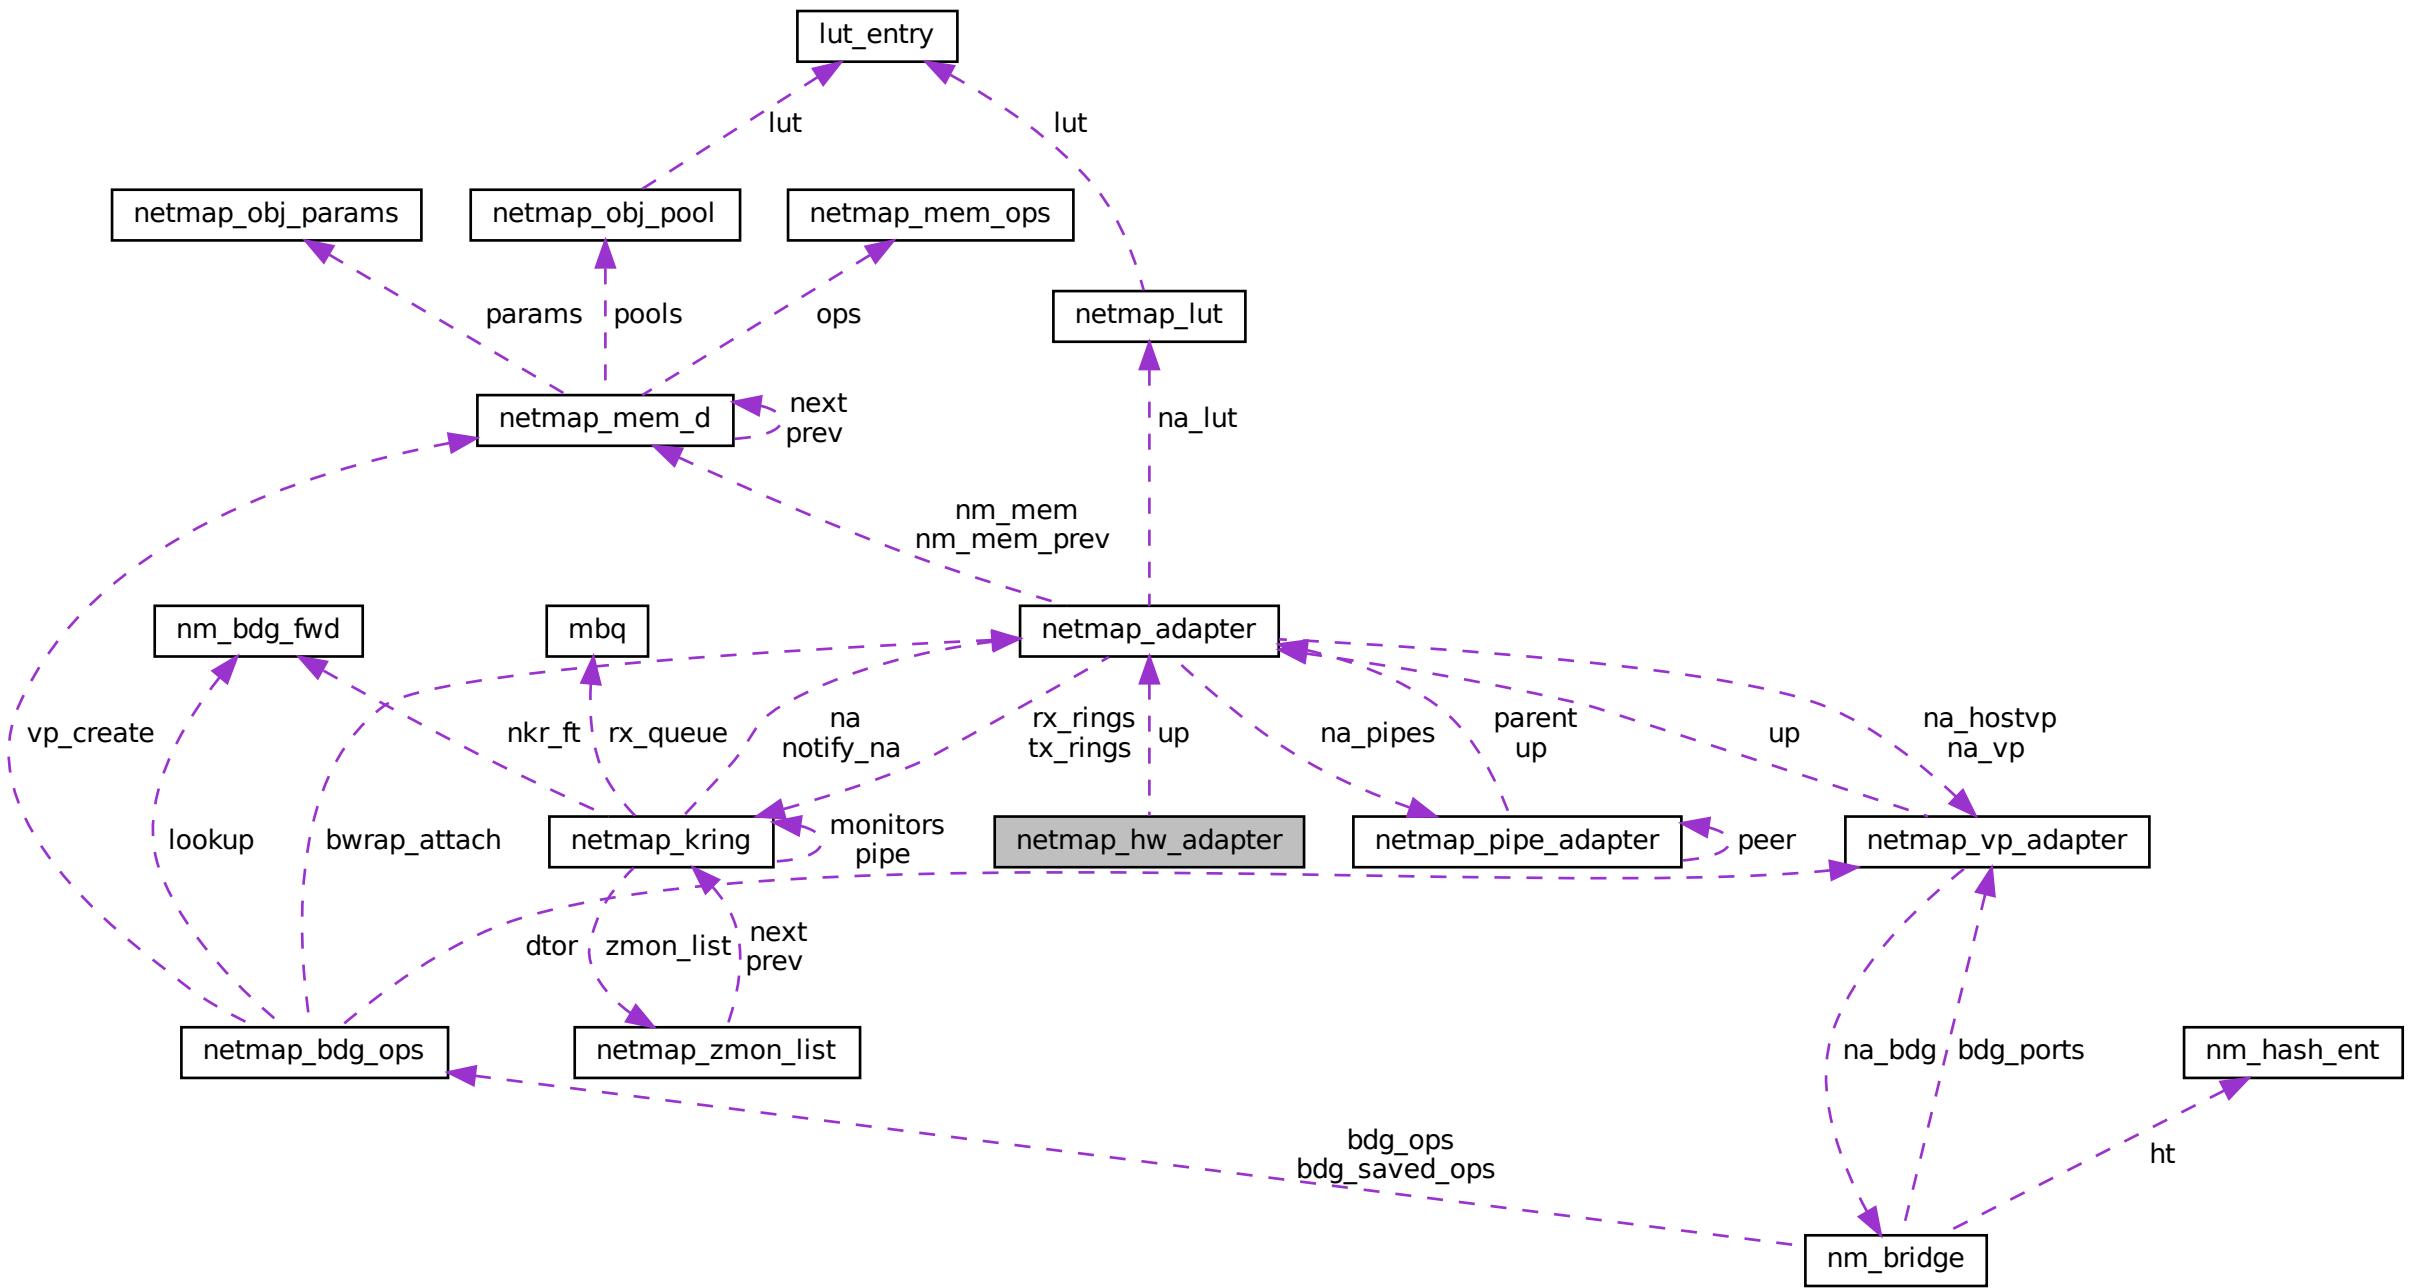 lut_entry
lut
lut
netmap_obj_params
netmap_obj_pool
netmap_mem_ops
params
pools
ops
netmap_lut
netmap_mem_d
next
prev
na_lut
nm_mem
nm_mem_prev
nm_bdg_fwd
mbq
netmap_adapter
vp_create
nkr_ft
rx_queue
na
notify_na
rx_rings
tx_rings
up
na_pipes
parent
up
up
na_hostvp
na_vp
lookup
bwrap_attach
netmap_kring
monitors
pipe
netmap_hw_adapter
netmap_pipe_adapter
peer
netmap_vp_adapter
dtor
zmon_list
next
prev
netmap_bdg_ops
netmap_zmon_list
na_bdg
bdg_ports
nm_hash_ent
bdg_ops
bdg_saved_ops
ht
nm_bridge